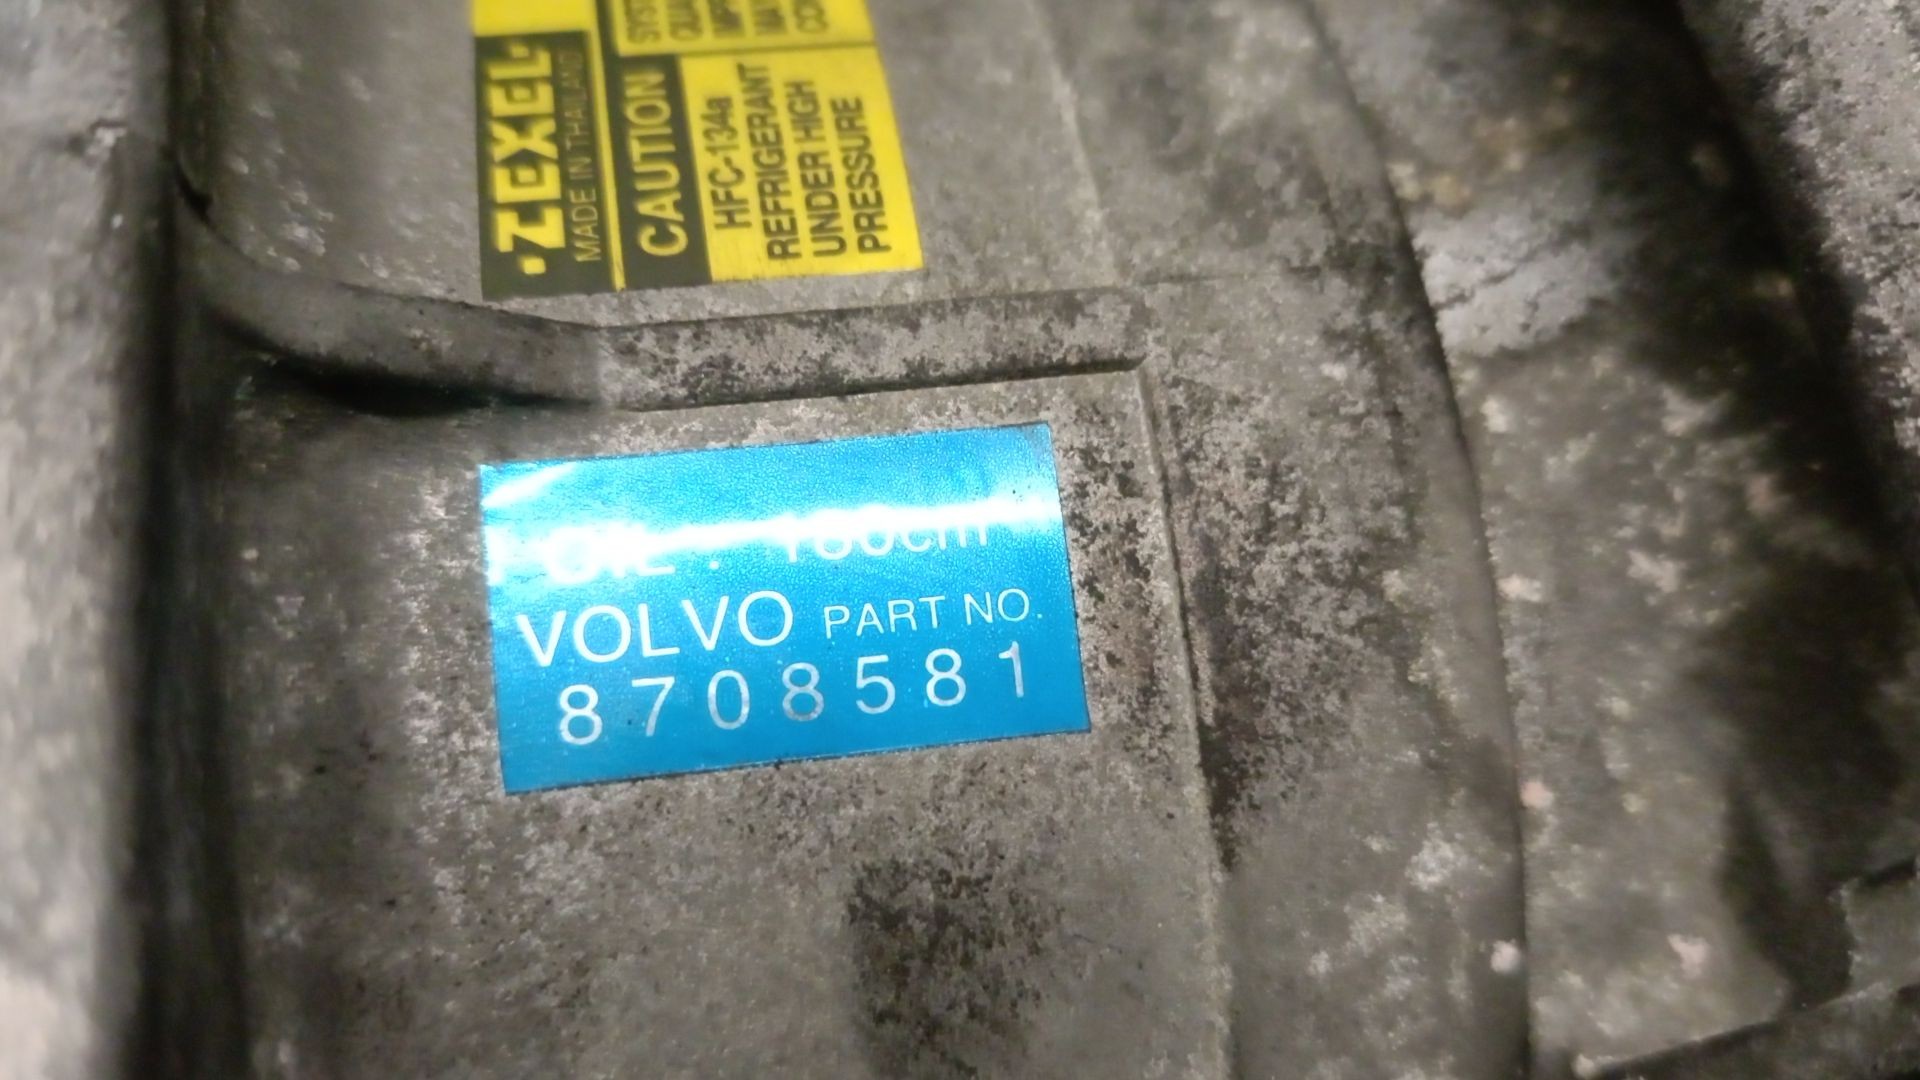 ZEXEL
MADE IN THAILAND
CAUTION
HFC-134a
REFRIGERANT
UNDER HIGH
PRESSURE
OIL :
VOLVO PART NO.
8708581